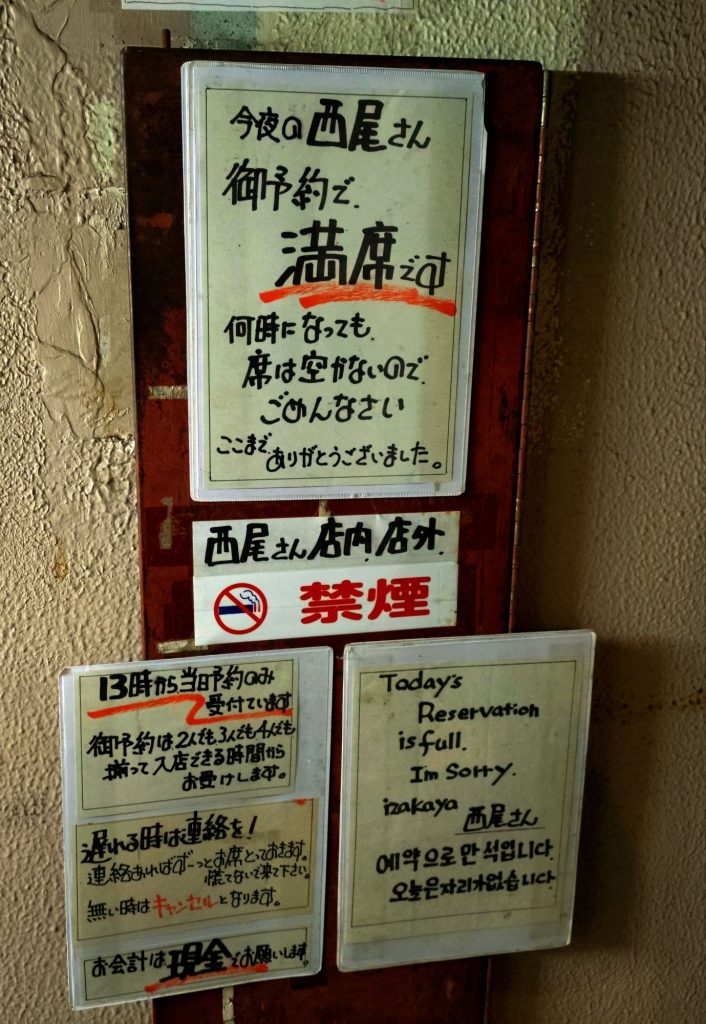 今夜の西尾さん
御予約で、
満席です
何時になっても、
席は空かないので、
ごめんなさい
ここまで、ありがとうございました。
西尾さん店内、店外、
禁煙
13時から、当日予約のみ
受付ています
御予約は2人でも、3人でも、4人でも
揃って入店できる時間から
お受けします。
遅れる時は連絡を!
連絡あればずーっとお席とっておきます。
慌てないで来て下さい。
無い時はキャンセルとなります。
お会計は、現金でお願いします。
Today's
Reservation
is full.
I'm sorry.
izakaya 西尾さん
예약으로 만석입니다.
오늘은 자리가 없습니다.